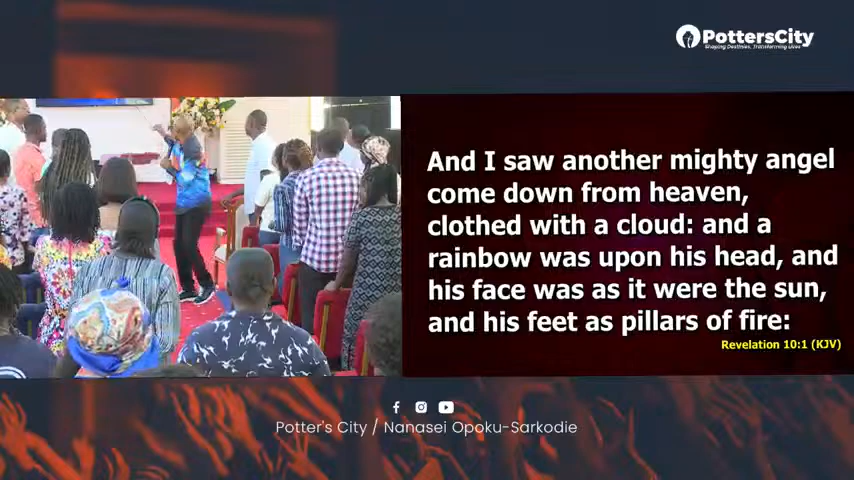 PottersCity
Shaping Destinies, Transforming Lives
And I saw another mighty angel
come down from heaven,
clothed with a cloud: and a
rainbow was upon his head, and
his face was as it were the sun,
and his feet as pillars of fire:
Revelation 10:1 (KJV)
Potter's City / Nanasei Opoku-Sarkodie